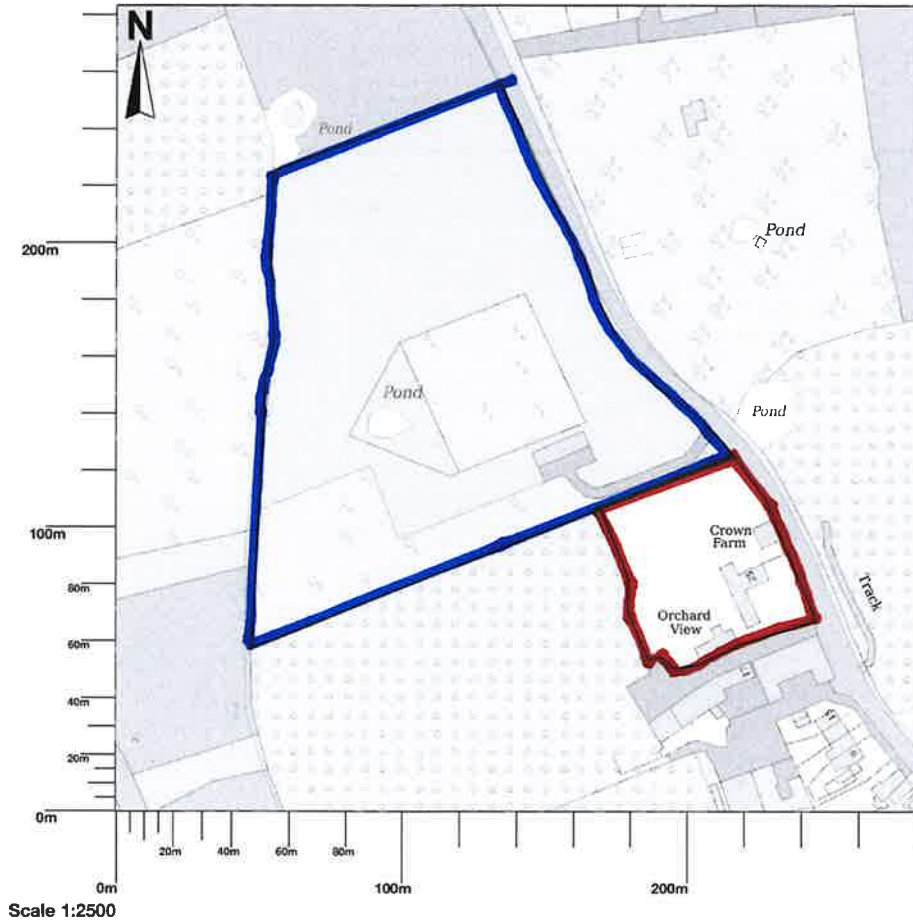 N
Pond
Pond
200m
Pond
Pond
100m
Crown
Farm
80m
Track
Orchard
View
60m
40m
20m
0m
20m
40m
60m
80m
0m
100m
200m
Scale 1:2500